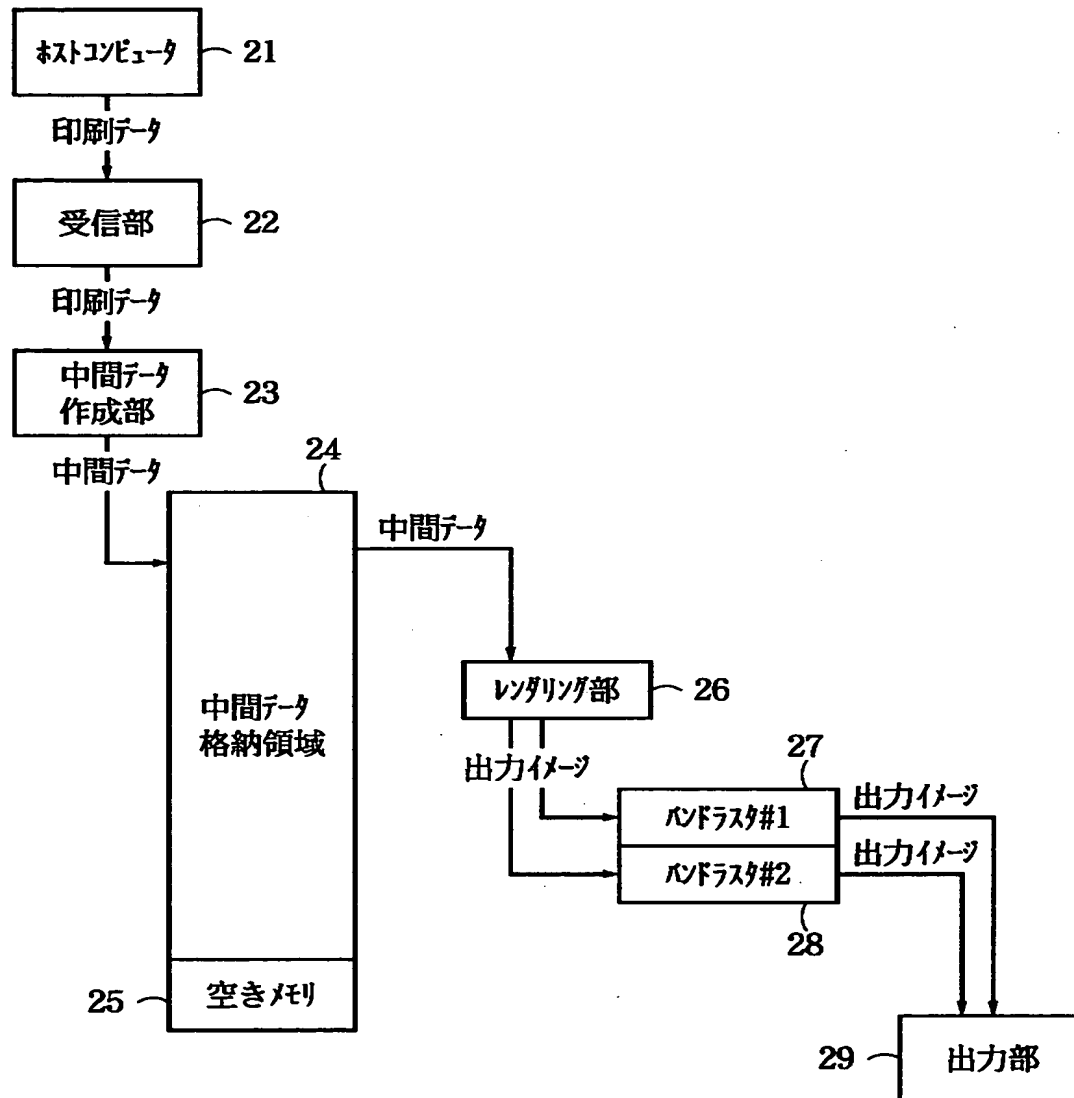 ホストコンピュータ
21
印刷データ
受信部
22
印刷データ
中間データ
作成部
23
中間データ
24
中間データ
中間データ
格納領域
レンダリング部
26
出力イメージ
27
バンドラスタ#1
出力イメージ
バンドラスタ#2
出力イメージ
28
25
空きメモリ
29
出力部